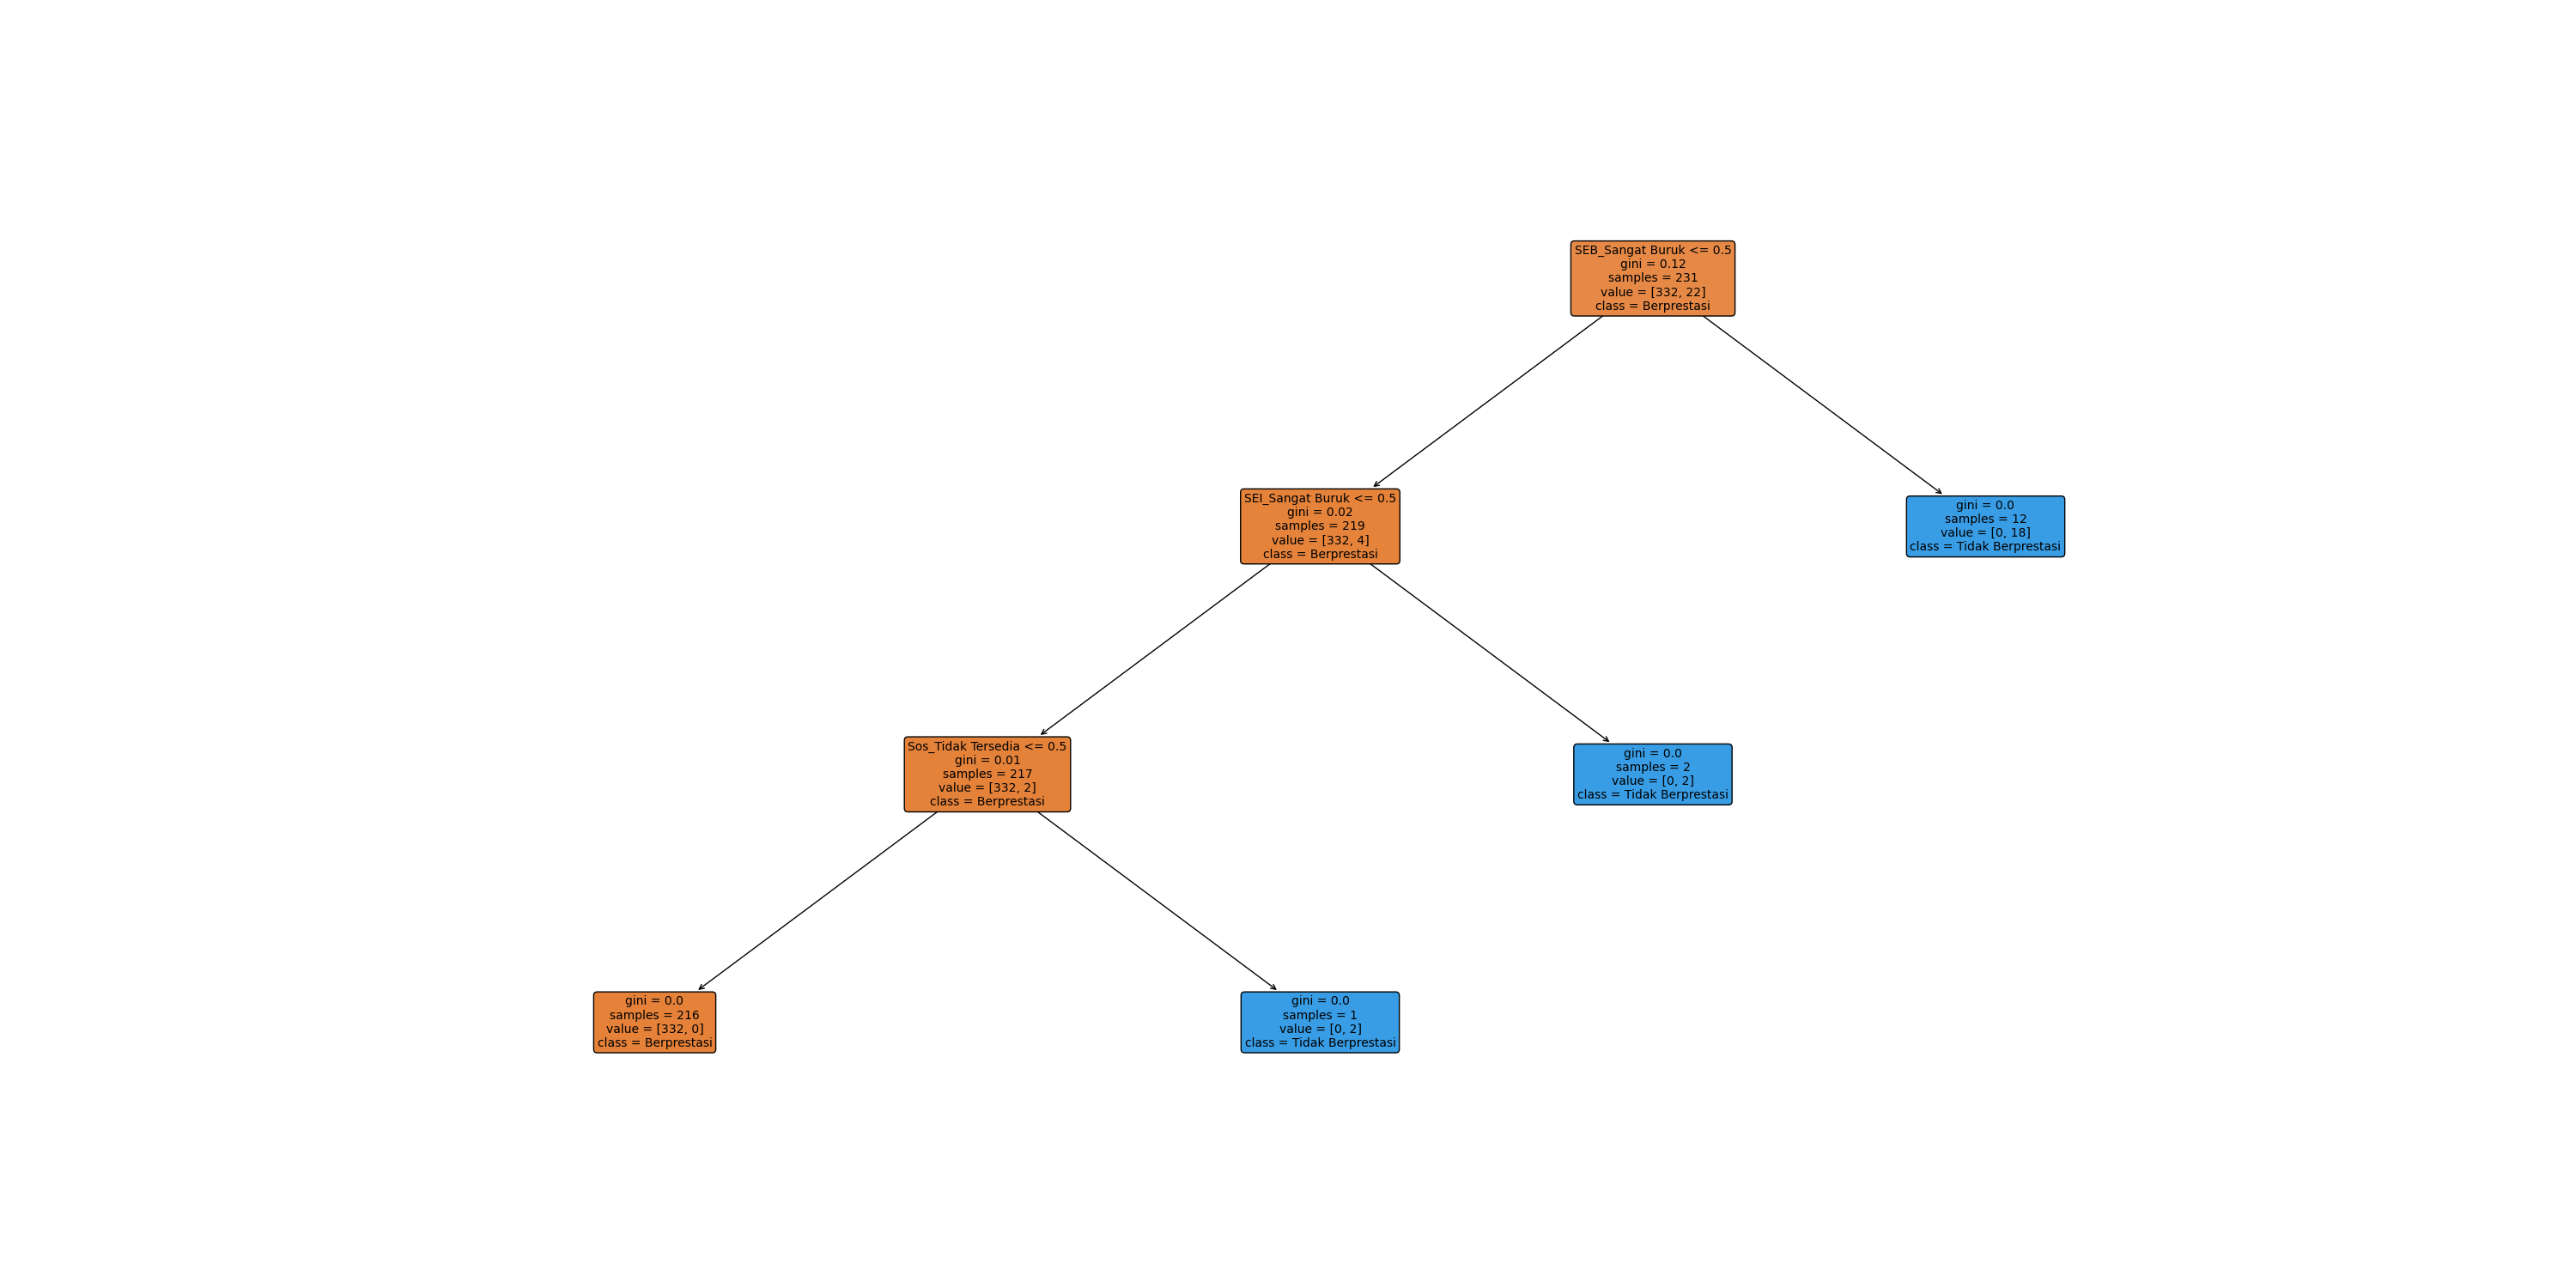 SEB_Sangat Buruk <= 0.5
gini = 0.12
samples = 231
value = [332, 22]
class = Berprestasi
SEI_Sangat Buruk <= 0.5
gini = 0.02
samples = 219
value = [332, 4]
class = Berprestasi
gini = 0.0
samples = 12
value = [0, 18]
class = Tidak Berprestasi
Sos_Tidak Tersedia <= 0.5
gini = 0.01
samples = 217
value = [332, 2]
class = Berprestasi
gini = 0.0
samples = 2
value = [0, 2]
class = Tidak Berprestasi
gini = 0.0
samples = 216
value = [332, 0]
class = Berprestasi
gini = 0.0
samples = 1
value = [0, 2]
class = Tidak Berprestasi